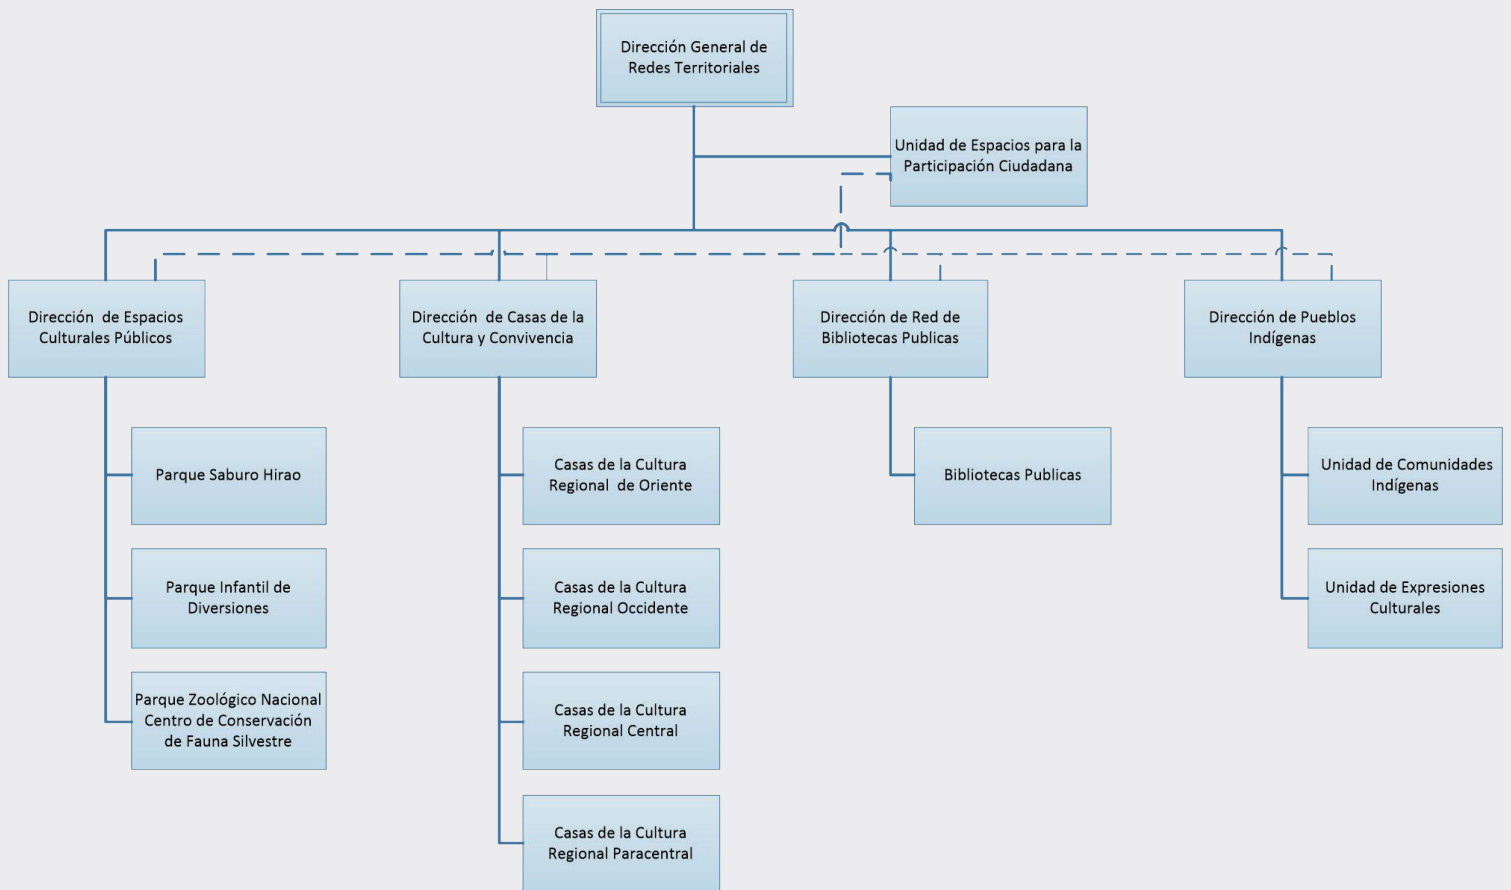 Dirección General de
Redes Territoriales
Unidad de Espacios para la
Participación Ciudadana
Dirección de Espacios
Culturales Públicos
Dirección de Casas de la
Cultura y Convivencia
Dirección de Red de
Bibliotecas Publicas
Dirección de Pueblos
Indígenas
Parque Saburo Hirao
Parque Infantil de
Diversiones
Parque Zoológico Nacional
Centro de Conservación
de Fauna Silvestre
Casas de la Cultura
Regional de Oriente
Casas de la Cultura
Regional Occidente
Casas de la Cultura
Regional Central
Casas de la Cultura
Regional Paracentral
Bibliotecas Publicas
Unidad de Comunidades
Indígenas
Unidad de Expresiones
Culturales